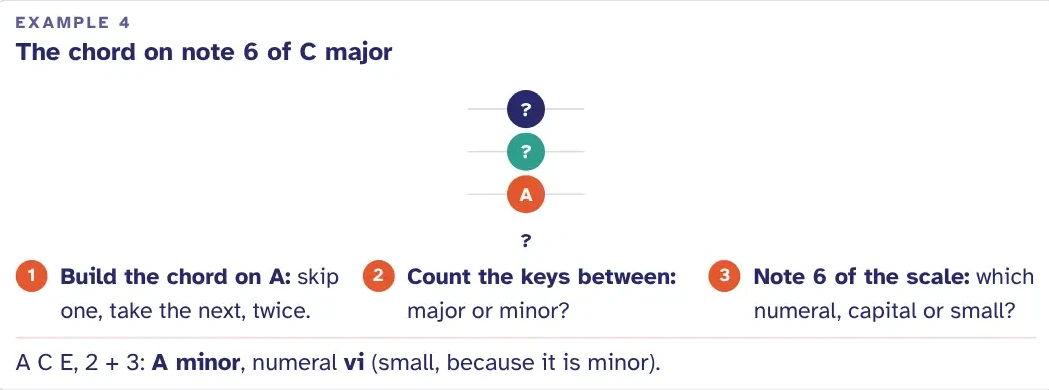 EXAMPLE 4
The chord on note 6 of C major
?
?
A
?
1 Build the chord on A: skip
one, take the next, twice.
2 Count the keys between:
major or minor?
3 Note 6 of the scale: which
numeral, capital or small?
A C E, 2 + 3: A minor, numeral vi (small, because it is minor).